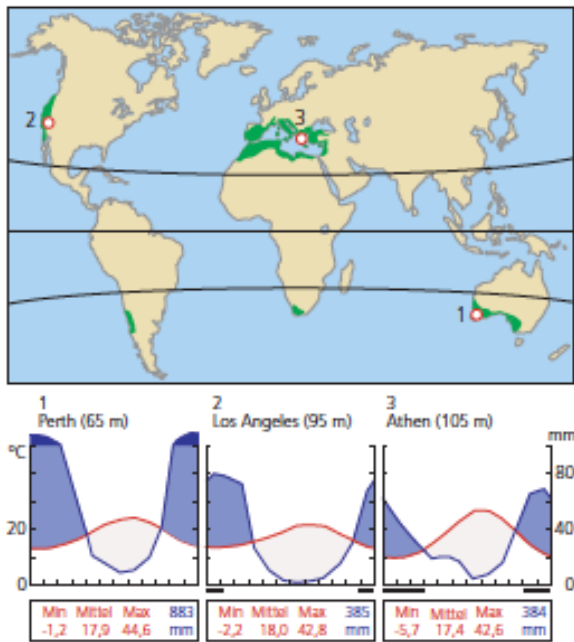 2
3
1
1
Perth (65 m)
2
Los Angeles (95 m)
3
Athen (105 m)
°C
mm
80
20
40
0
0
Min Mittel Max 883
-1,2 17,9 44,6 mm
Min Mittel Max 385
-2,2 18,0 42,8 mm
Min Mittel Max 384
-5,7 17,4 42,6 mm